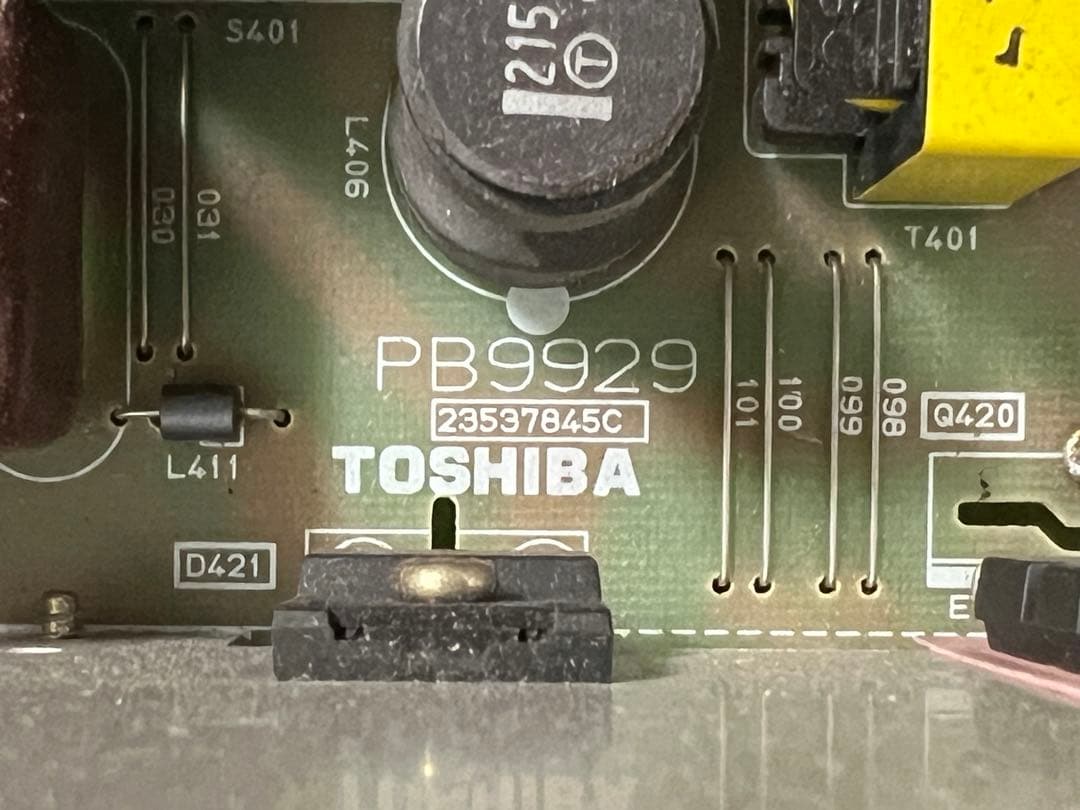 S401
215
T
L406
030
031
T401
PB9929
23537845C
TOSHIBA
101
100
099
098
Q420
L411
D421
E